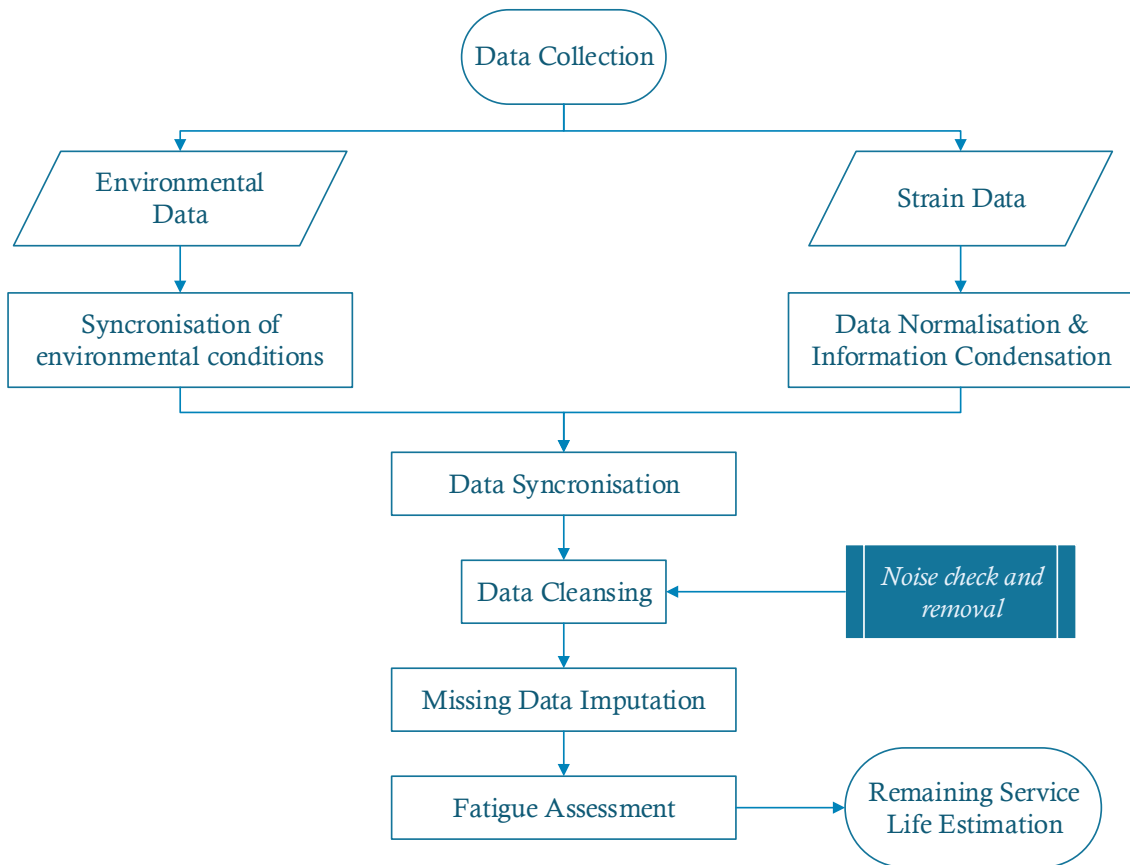 Data Collection
Environmental
Data
Strain Data
Syncronisation of
environmental conditions
Data Normalisation &
Information Condensation
Data Syncronisation
Data Cleansing
Noise check and
removal
Missing Data Imputation
Fatigue Assessment
Remaining Service
Life Estimation